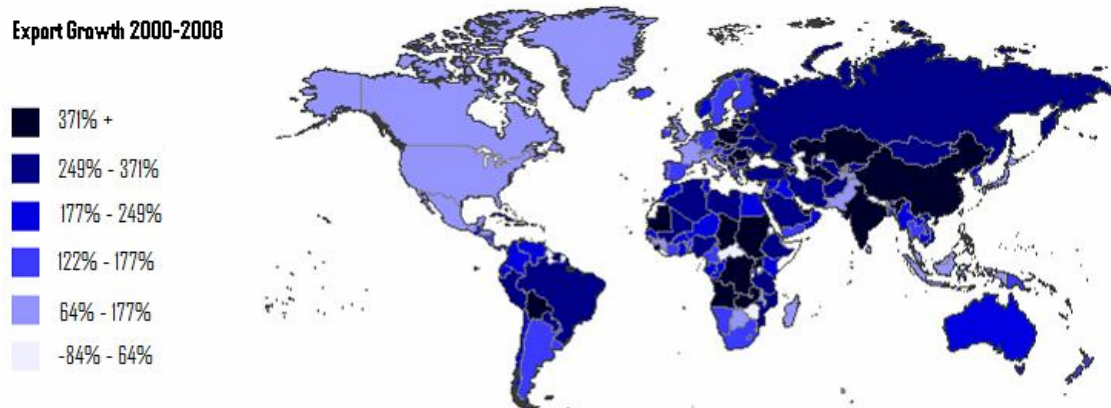 Export Growth 2000-2008
371% +
249% - 371%
177% - 249%
122% - 177%
64% - 177%
-84% - 64%